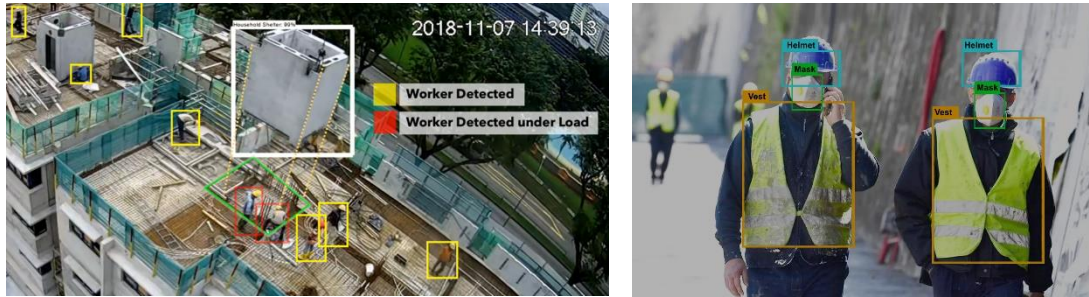 Household Shelter: 99%
2018-11-07 14:39:13
Worker Detected
Worker Detected under Load
Helmet
Helmet
Mask
Mask
Vest
Vest